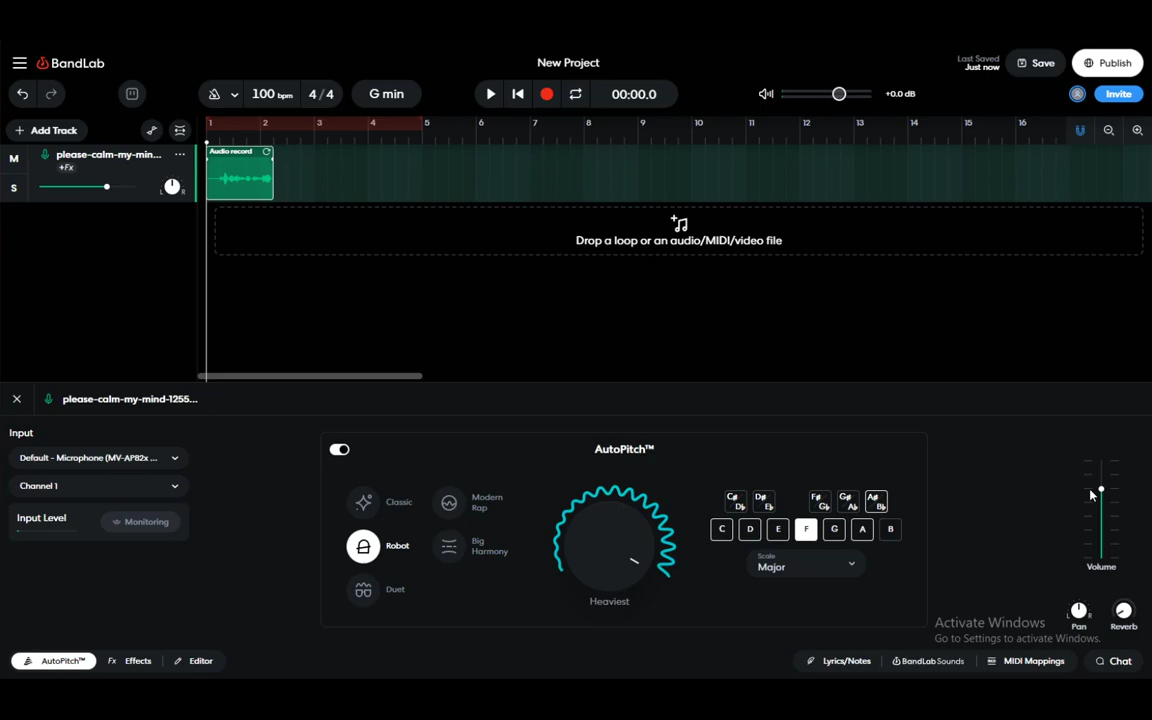 BandLab
New Project
Last Saved
Just now
Save
Publish
100 bpm
4/4
G min
00:00.0
+0.0 dB
Invite
+ Add Track
1 2 3 4 5 6 7 8 9 10 11 12 13 14 15 16
M
please-calm-my-min...
+Fx
S
L R
Audio record
Drop a loop or an audio/MIDI/video file
please-calm-my-mind-1255...
Input
Default - Microphone (MV-AP82x ...
Channel 1
Input Level
Monitoring
AutoPitch™
Classic
Modern
Rap
Robot
Big
Harmony
Duet
Heaviest
C# Db
D# Eb
F# Gb
G# Ab
A# Bb
C D E F G A B
Scale
Major
Volume
L R
Pan
Reverb
Activate Windows
Go to Settings to activate Windows.
AutoPitch™
Fx Effects
Editor
Lyrics/Notes
BandLab Sounds
MIDI Mappings
Chat